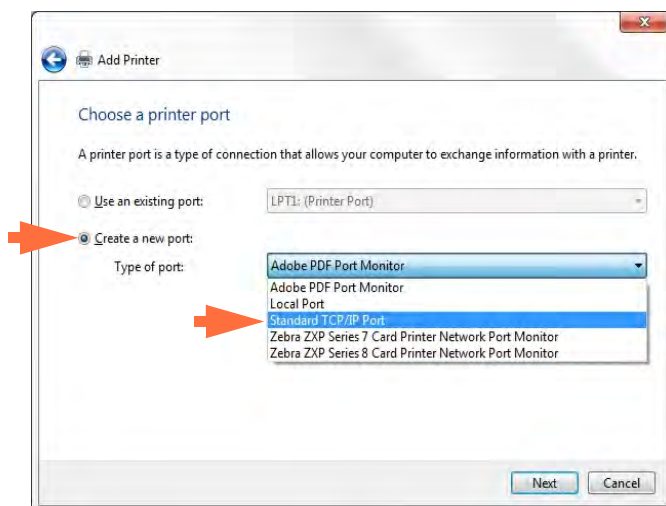 Add Printer
Choose a printer port
A printer port is a type of connection that allows your computer to exchange information with a printer.
Use an existing port:
LPT1: (Printer Port)
Create a new port:
Type of port:
Adobe PDF Port Monitor
Adobe PDF Port Monitor
Local Port
Standard TCP/IP Port
Zebra ZXP Series 7 Card Printer Network Port Monitor
Zebra ZXP Series 8 Card Printer Network Port Monitor
Next
Cancel